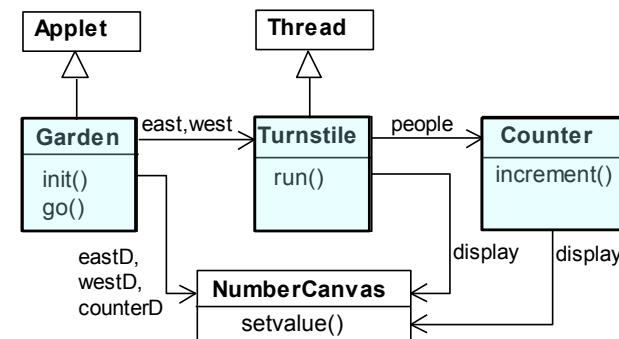 Applet
Thread
Garden
init()
go()
east,west
Turnstile
run()
people
Counter
increment()
eastD,
westD,
counterD
display
display
NumberCanvas
setvalue()